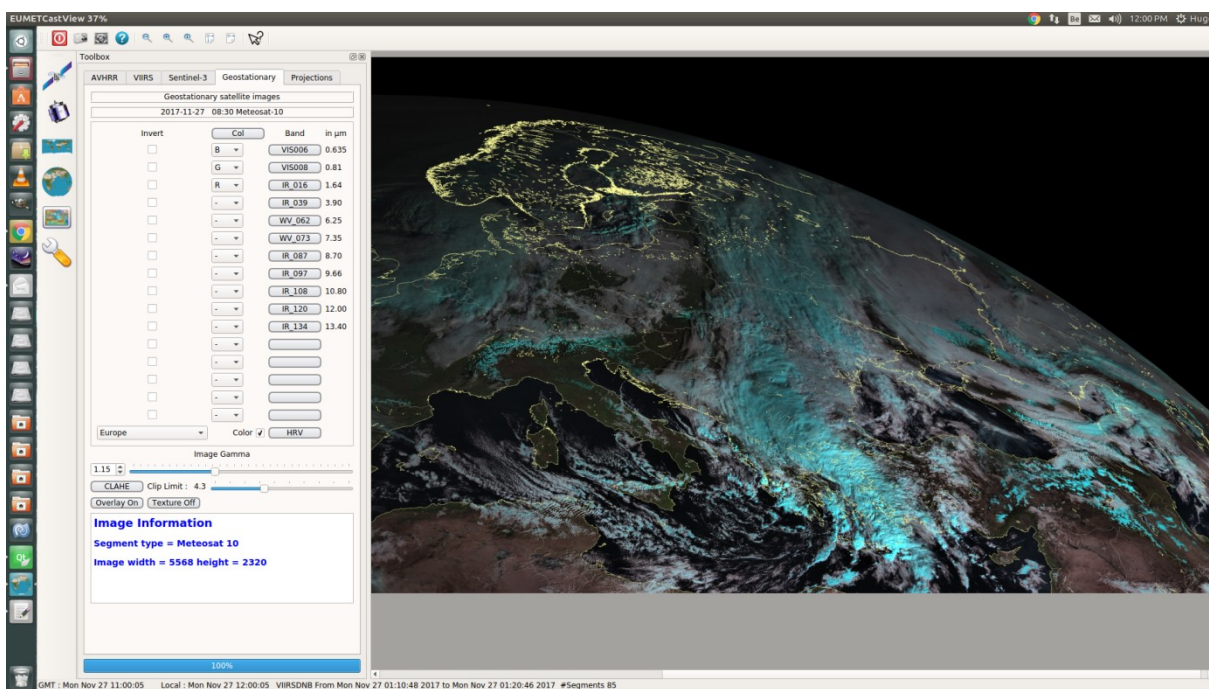 EUMETCastView 37%
Be 12:00 PM Hug
Toolbox
AVHRR VIIRS Sentinel-3 Geostationary Projections
Geostationary satellite images
2017-11-27 08:30 Meteosat-10
Invert Col Band in µm
B VIS006 0.635
G VIS008 0.81
R IR_016 1.64
- IR_039 3.90
- WV_062 6.25
- WV_073 7.35
- IR_087 8.70
- IR_097 9.66
- IR_108 10.80
- IR_120 12.00
- IR_134 13.40
-
-
-
-
-
Europe Color HRV
Image Gamma
1.15
CLAHE Clip Limit : 4.3
Overlay On Texture Off
Image Information
Segment type = Meteosat 10
Image width = 5568 height = 2320
100%
GMT : Mon Nov 27 11:00:05 Local : Mon Nov 27 12:00:05 VIIRSDNB From Mon Nov 27 01:10:48 2017 to Mon Nov 27 01:20:46 2017 #Segments 85